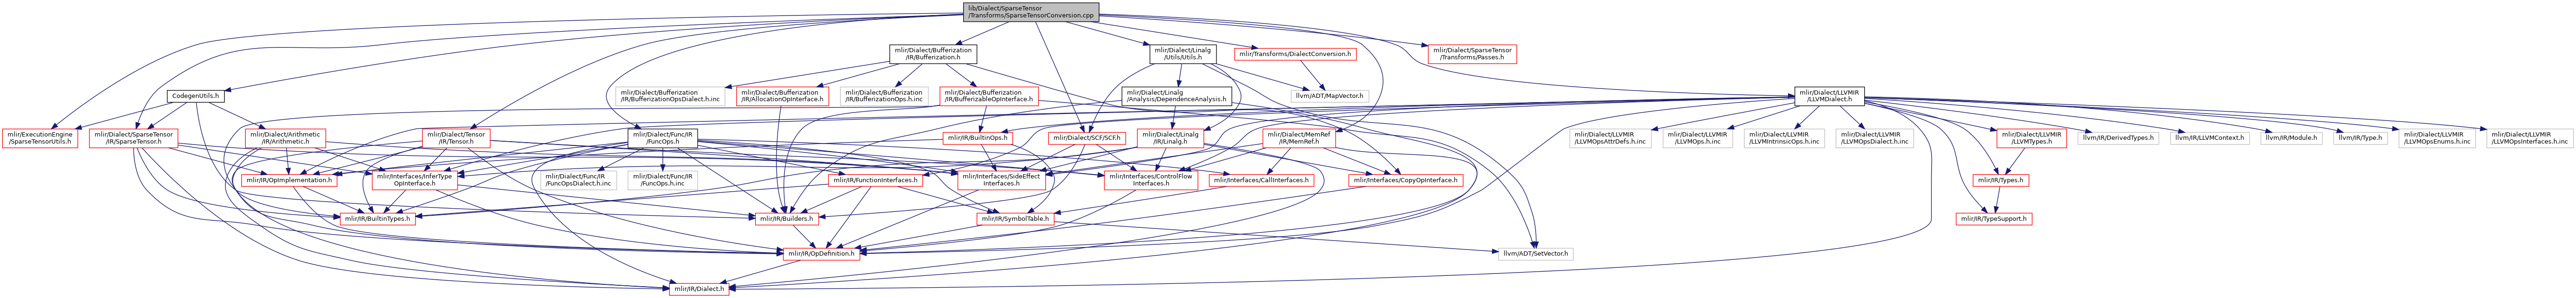 lib/Dialect/SparseTensor
/Transforms/SparseTensorConversion.cpp
mlir/Dialect/Bufferization
/IR/Bufferization.h
mlir/Dialect/Linalg
/Utils/Utils.h
mlir/Transforms/DialectConversion.h
mlir/Dialect/SparseTensor
/Transforms/Passes.h
CodegenUtils.h
mlir/Dialect/Bufferization
/IR/BufferizationOpsDialect.h.inc
mlir/Dialect/Bufferization
/IR/AllocationOpInterface.h
mlir/Dialect/Bufferization
/IR/BufferizationOps.h.inc
mlir/Dialect/Bufferization
/IR/BufferizableOpInterface.h
mlir/Dialect/Linalg
/Analysis/DependenceAnalysis.h
llvm/ADT/MapVector.h
mlir/Dialect/LLVMIR
/LLVMDialect.h
mlir/ExecutionEngine
/SparseTensorUtils.h
mlir/Dialect/SparseTensor
/IR/SparseTensor.h
mlir/Dialect/Arithmetic
/IR/Arithmetic.h
mlir/Dialect/Tensor
/IR/Tensor.h
mlir/Dialect/Func/IR
/FuncOps.h
mlir/IR/BuiltinOps.h
mlir/Dialect/SCF/SCF.h
mlir/Dialect/Linalg
/IR/Linalg.h
mlir/Dialect/MemRef
/IR/MemRef.h
mlir/Dialect/LLVMIR
/LLVMOpsAttrDefs.h.inc
mlir/Dialect/LLVMIR
/LLVMOps.h.inc
mlir/Dialect/LLVMIR
/LLVMIntrinsicOps.h.inc
mlir/Dialect/LLVMIR
/LLVMOpsDialect.h.inc
mlir/Dialect/LLVMIR
/LLVMTypes.h
llvm/IR/DerivedTypes.h
llvm/IR/LLVMContext.h
llvm/IR/Module.h
llvm/IR/Type.h
mlir/Dialect/LLVMIR
/LLVMOpsEnums.h.inc
mlir/Dialect/LLVMIR
/LLVMOpsInterfaces.h.inc
mlir/IR/OpImplementation.h
mlir/Interfaces/InferType
OpInterface.h
mlir/Dialect/Func/IR
/FuncOpsDialect.h.inc
mlir/Dialect/Func/IR
/FuncOps.h.inc
mlir/IR/FunctionInterfaces.h
mlir/Interfaces/SideEffect
Interfaces.h
mlir/Interfaces/ControlFlow
Interfaces.h
mlir/Interfaces/CallInterfaces.h
mlir/Interfaces/CopyOpInterface.h
mlir/IR/Types.h
mlir/IR/BuiltinTypes.h
mlir/IR/Builders.h
mlir/IR/SymbolTable.h
mlir/IR/TypeSupport.h
mlir/IR/OpDefinition.h
llvm/ADT/SetVector.h
mlir/IR/Dialect.h